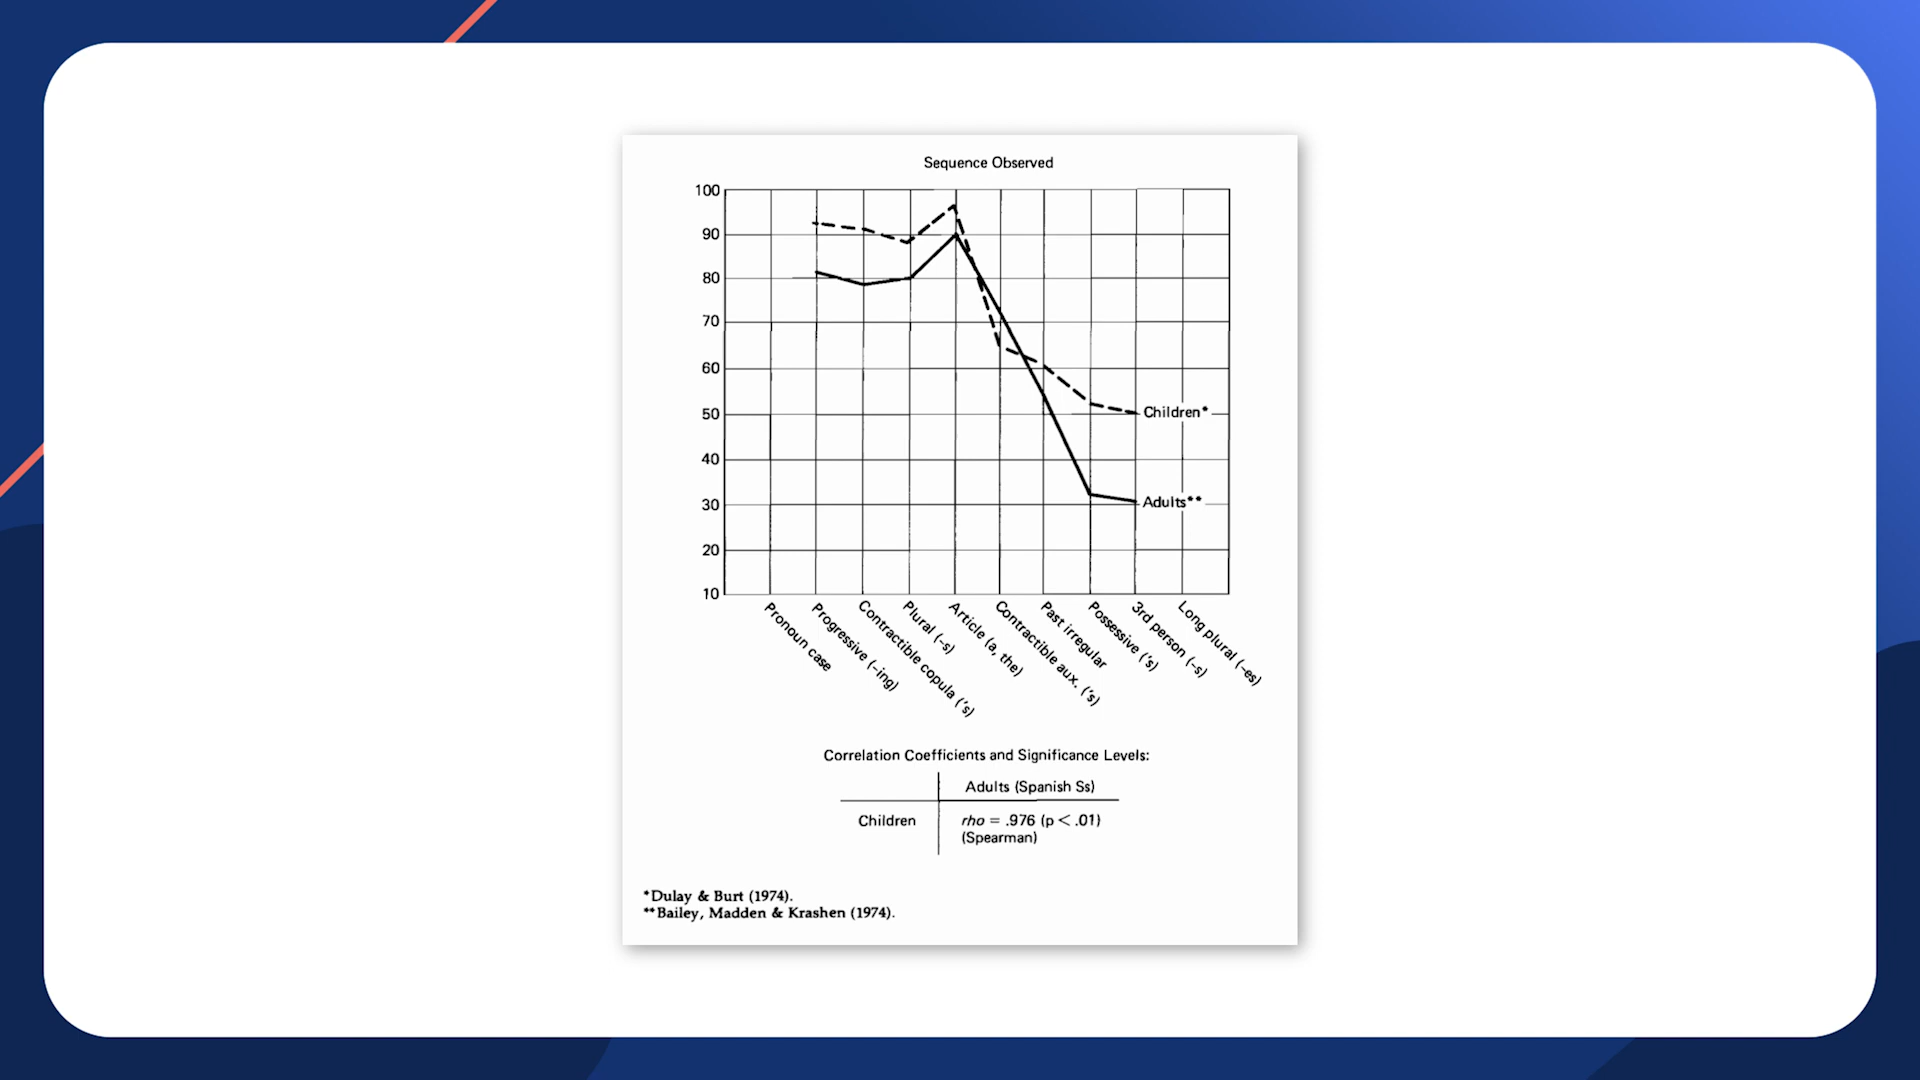 Sequence Observed
100
90
80
70
60
50
40
30
20
10
Children*
Adults**
Pronoun case
Progressive (-ing)
Contractible copula ('s)
Plural (-s)
Article (a, the)
Contractible aux. ('s)
Past irregular
Possessive ('s)
3rd person (-s)
Long plural (-es)
Correlation Coefficients and Significance Levels:
Adults (Spanish Ss)
Children rho = .976 (p < .01)
(Spearman)
*Dulay & Burt (1974).
**Bailey, Madden & Krashen (1974).